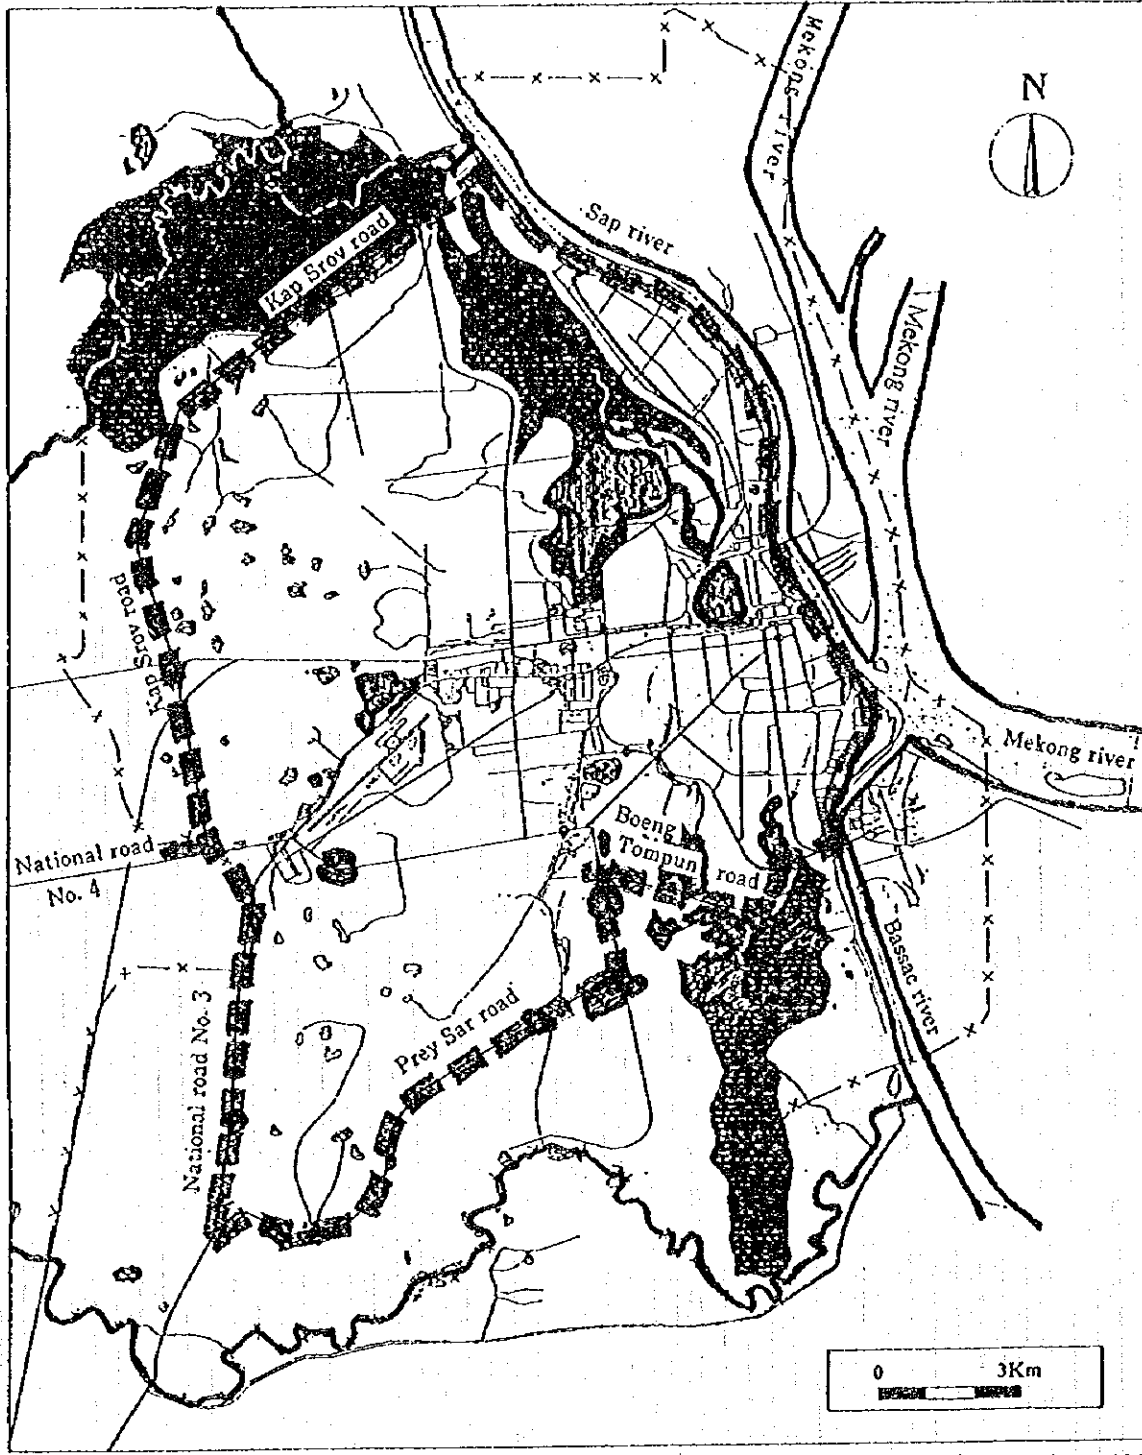 Mekong river
N
Sap river
Kap Srov road
Mekong river
Kap Srov road
Mekong river
National road
No. 4
Boeng
Tompun road
Bassac river
National road No. 3
Prey Sar road
0 3Km